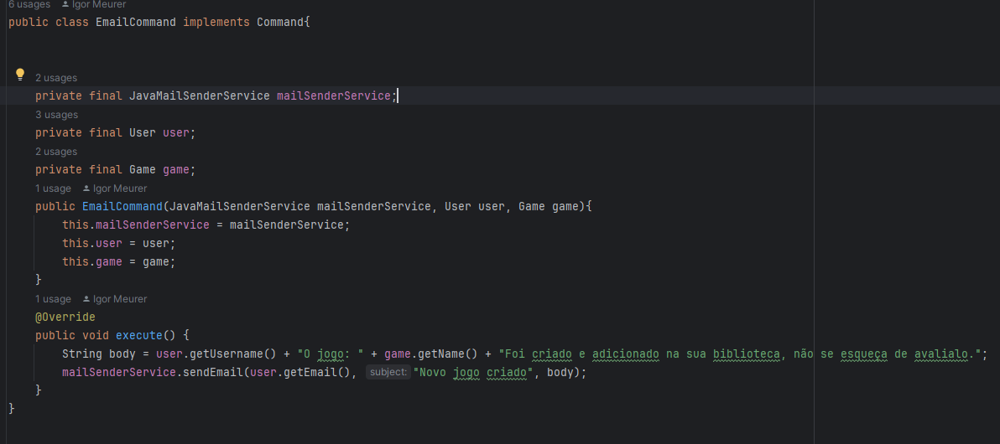 6 usages Igor Meurer
public class EmailCommand implements Command{
2 usages
private final JavaMailSenderService mailSenderService;
3 usages
private final User user;
2 usages
private final Game game;
1 usage Igor Meurer
public EmailCommand(JavaMailSenderService mailSenderService, User user, Game game){
this.mailSenderService = mailSenderService;
this.user = user;
this.game = game;
}
1 usage Igor Meurer
@Override
public void execute() {
String body = user.getUsername() + "O jogo: " + game.getName() + "Foi criado e adicionado na sua biblioteca, não se esqueça de avalialo.";
mailSenderService.sendEmail(user.getEmail(), subject: "Novo jogo criado", body);
}
}